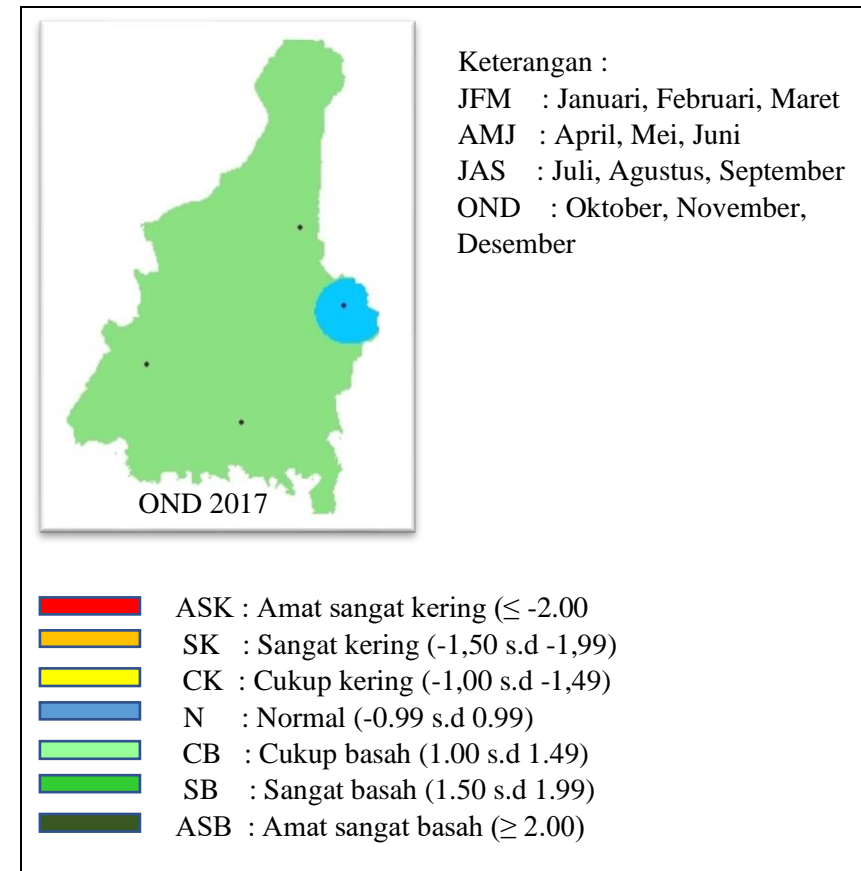 Keterangan :
JFM : Januari, Februari, Maret
AMJ : April, Mei, Juni
JAS : Juli, Agustus, September
OND : Oktober, November,
Desember
OND 2017
ASK : Amat sangat kering (≤ -2.00
SK : Sangat kering (-1,50 s.d -1,99)
CK : Cukup kering (-1,00 s.d -1,49)
N : Normal (-0.99 s.d 0.99)
CB : Cukup basah (1.00 s.d 1.49)
SB : Sangat basah (1.50 s.d 1.99)
ASB : Amat sangat basah (≥ 2.00)